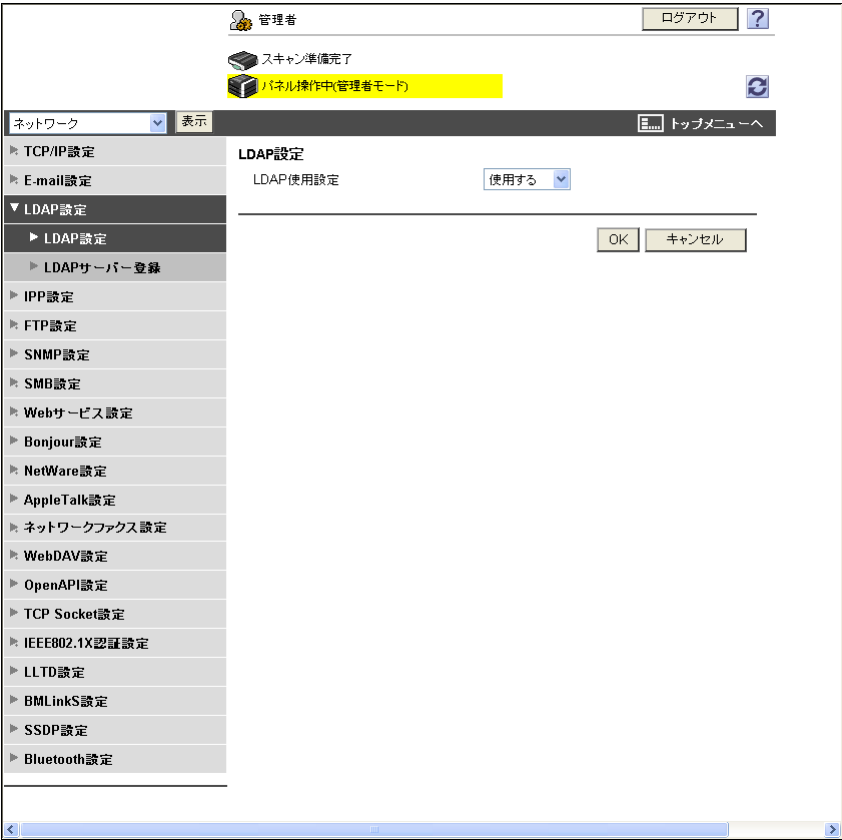 管理者
ログアウト
?
スキャン準備完了
パネル操作中(管理者モード)
ネットワーク
表示
トップメニューへ
TCP/IP設定
E-mail設定
LDAP設定
LDAP設定
LDAPサーバー登録
IPP設定
FTP設定
SNMP設定
SMB設定
Webサービス設定
Bonjour設定
NetWare設定
AppleTalk設定
ネットワークファクス設定
WebDAV設定
OpenAPI設定
TCP Socket設定
IEEE802.1X認証設定
LLTD設定
BMLinkS設定
SSDP設定
Bluetooth設定
LDAP設定
LDAP使用設定
使用する
OK
キャンセル